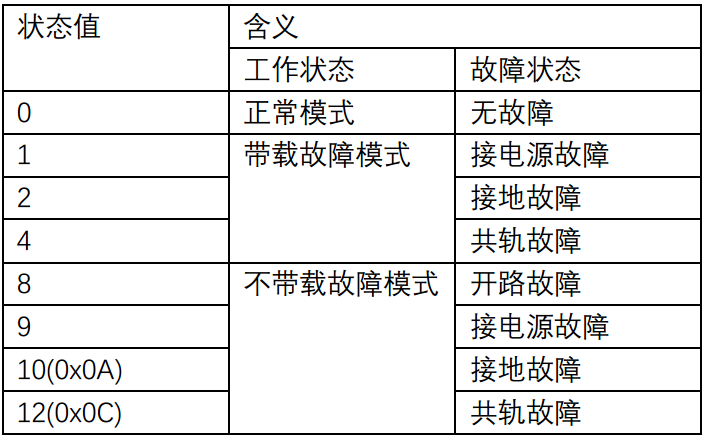 状态值 含义
工作状态 故障状态
0 正常模式 无故障
1 带载故障模式 接电源故障
2 接地故障
4 共轨故障
8 不带载故障模式 开路故障
9 接电源故障
10(0x0A) 接地故障
12(0x0C) 共轨故障